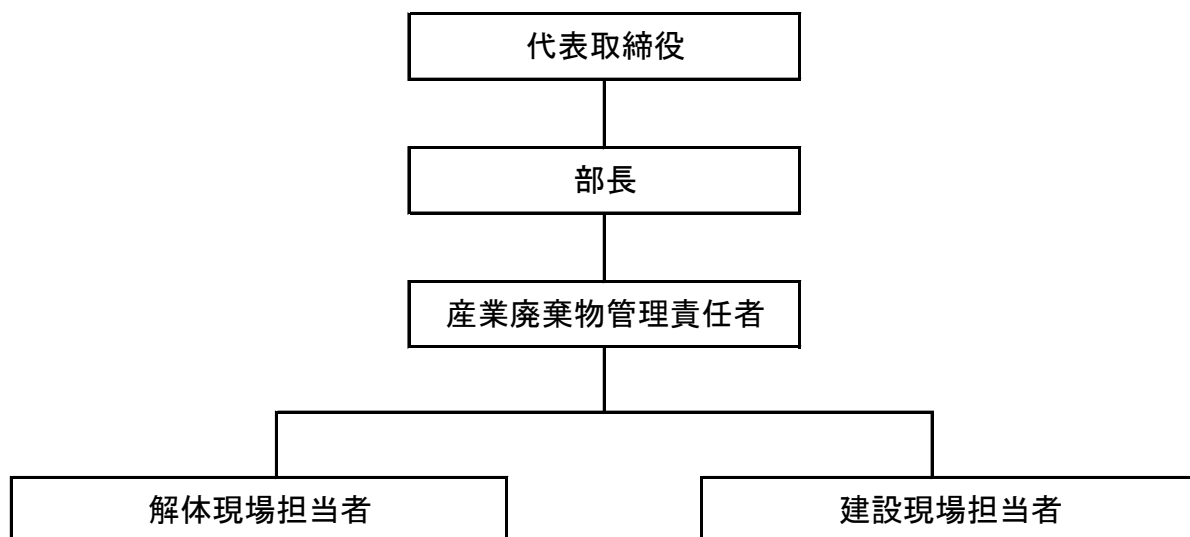 代表取締役
部長
産業廃棄物管理責任者
解体現場担当者
建設現場担当者